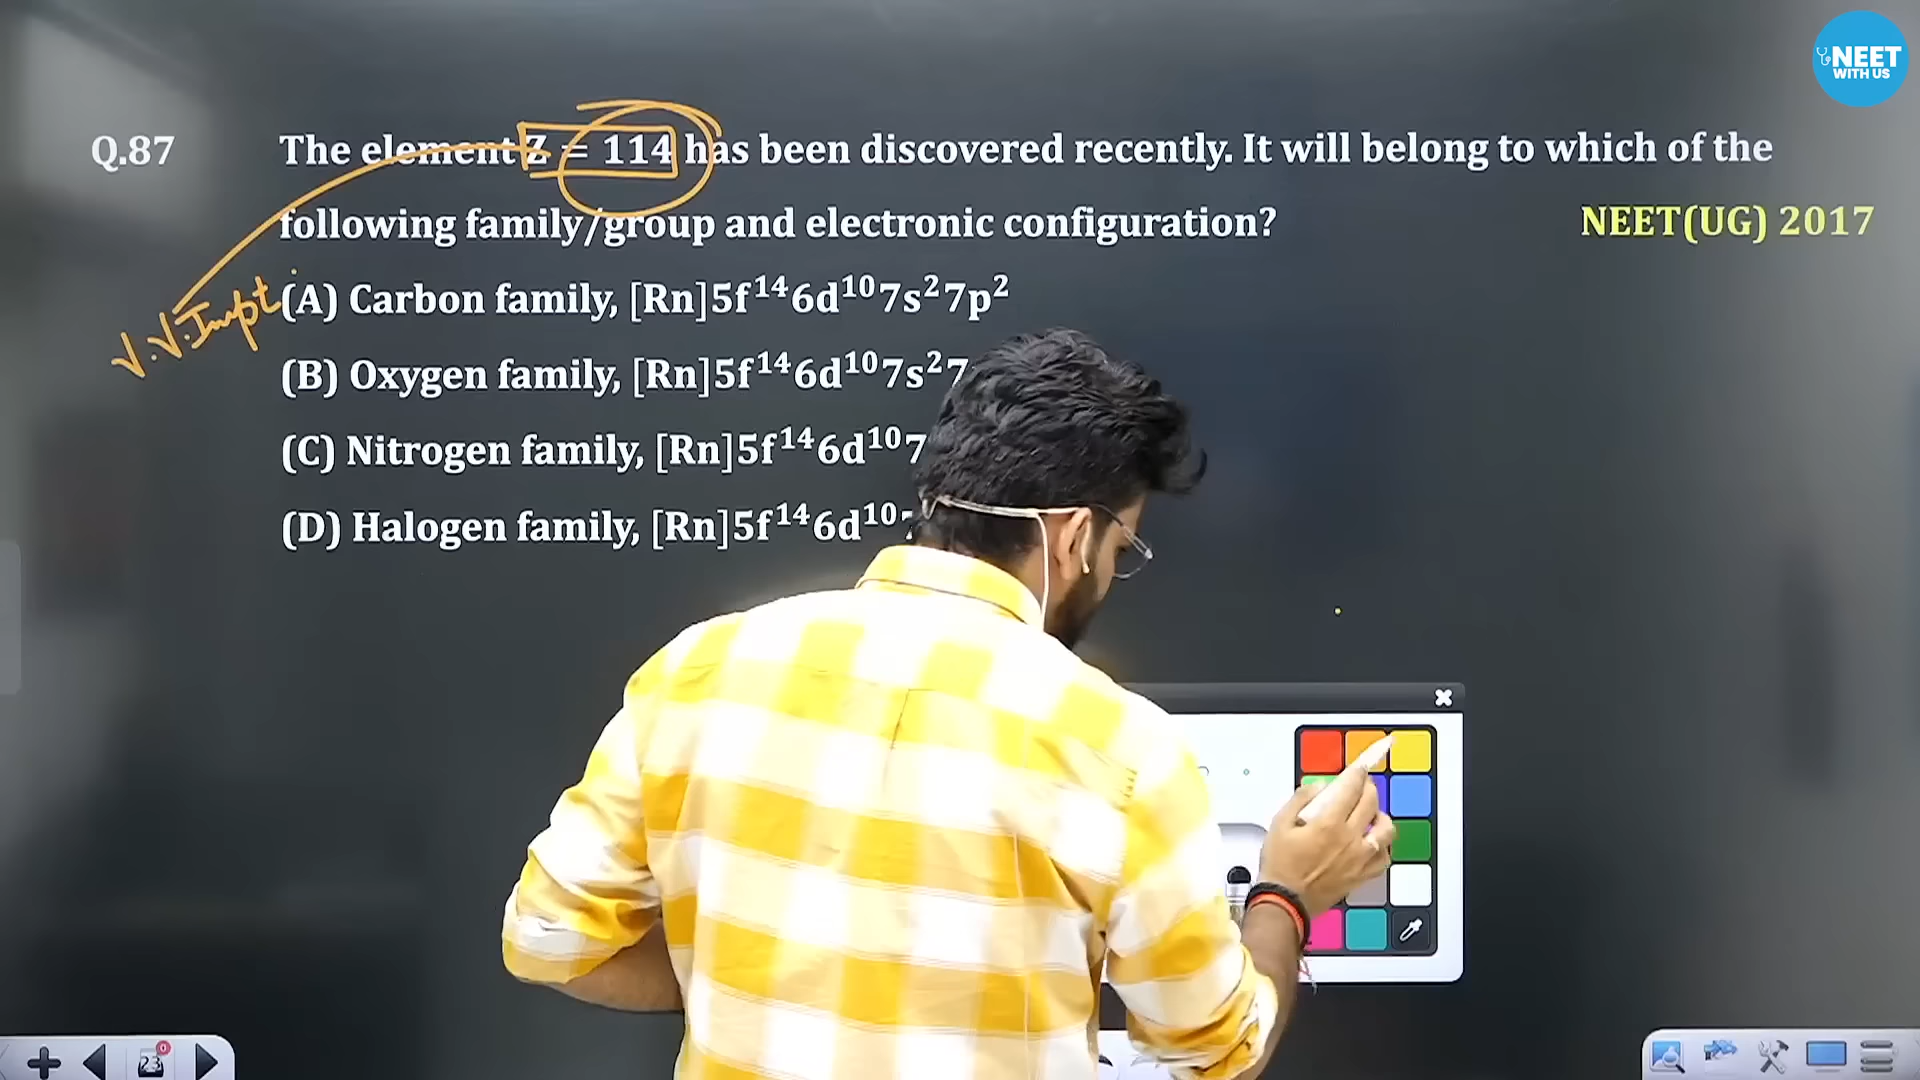 NEET
WITH US
Q.87 The element Z = 114 has been discovered recently. It will belong to which of the
following family/group and electronic configuration? NEET(UG) 2017
V.V.Impt
(A) Carbon family, [Rn]5f¹⁴6d¹⁰7s²7p²
(B) Oxygen family, [Rn]5f¹⁴6d¹⁰7s²7
(C) Nitrogen family, [Rn]5f¹⁴6d¹⁰7
(D) Halogen family, [Rn]5f¹⁴6d¹⁰
23